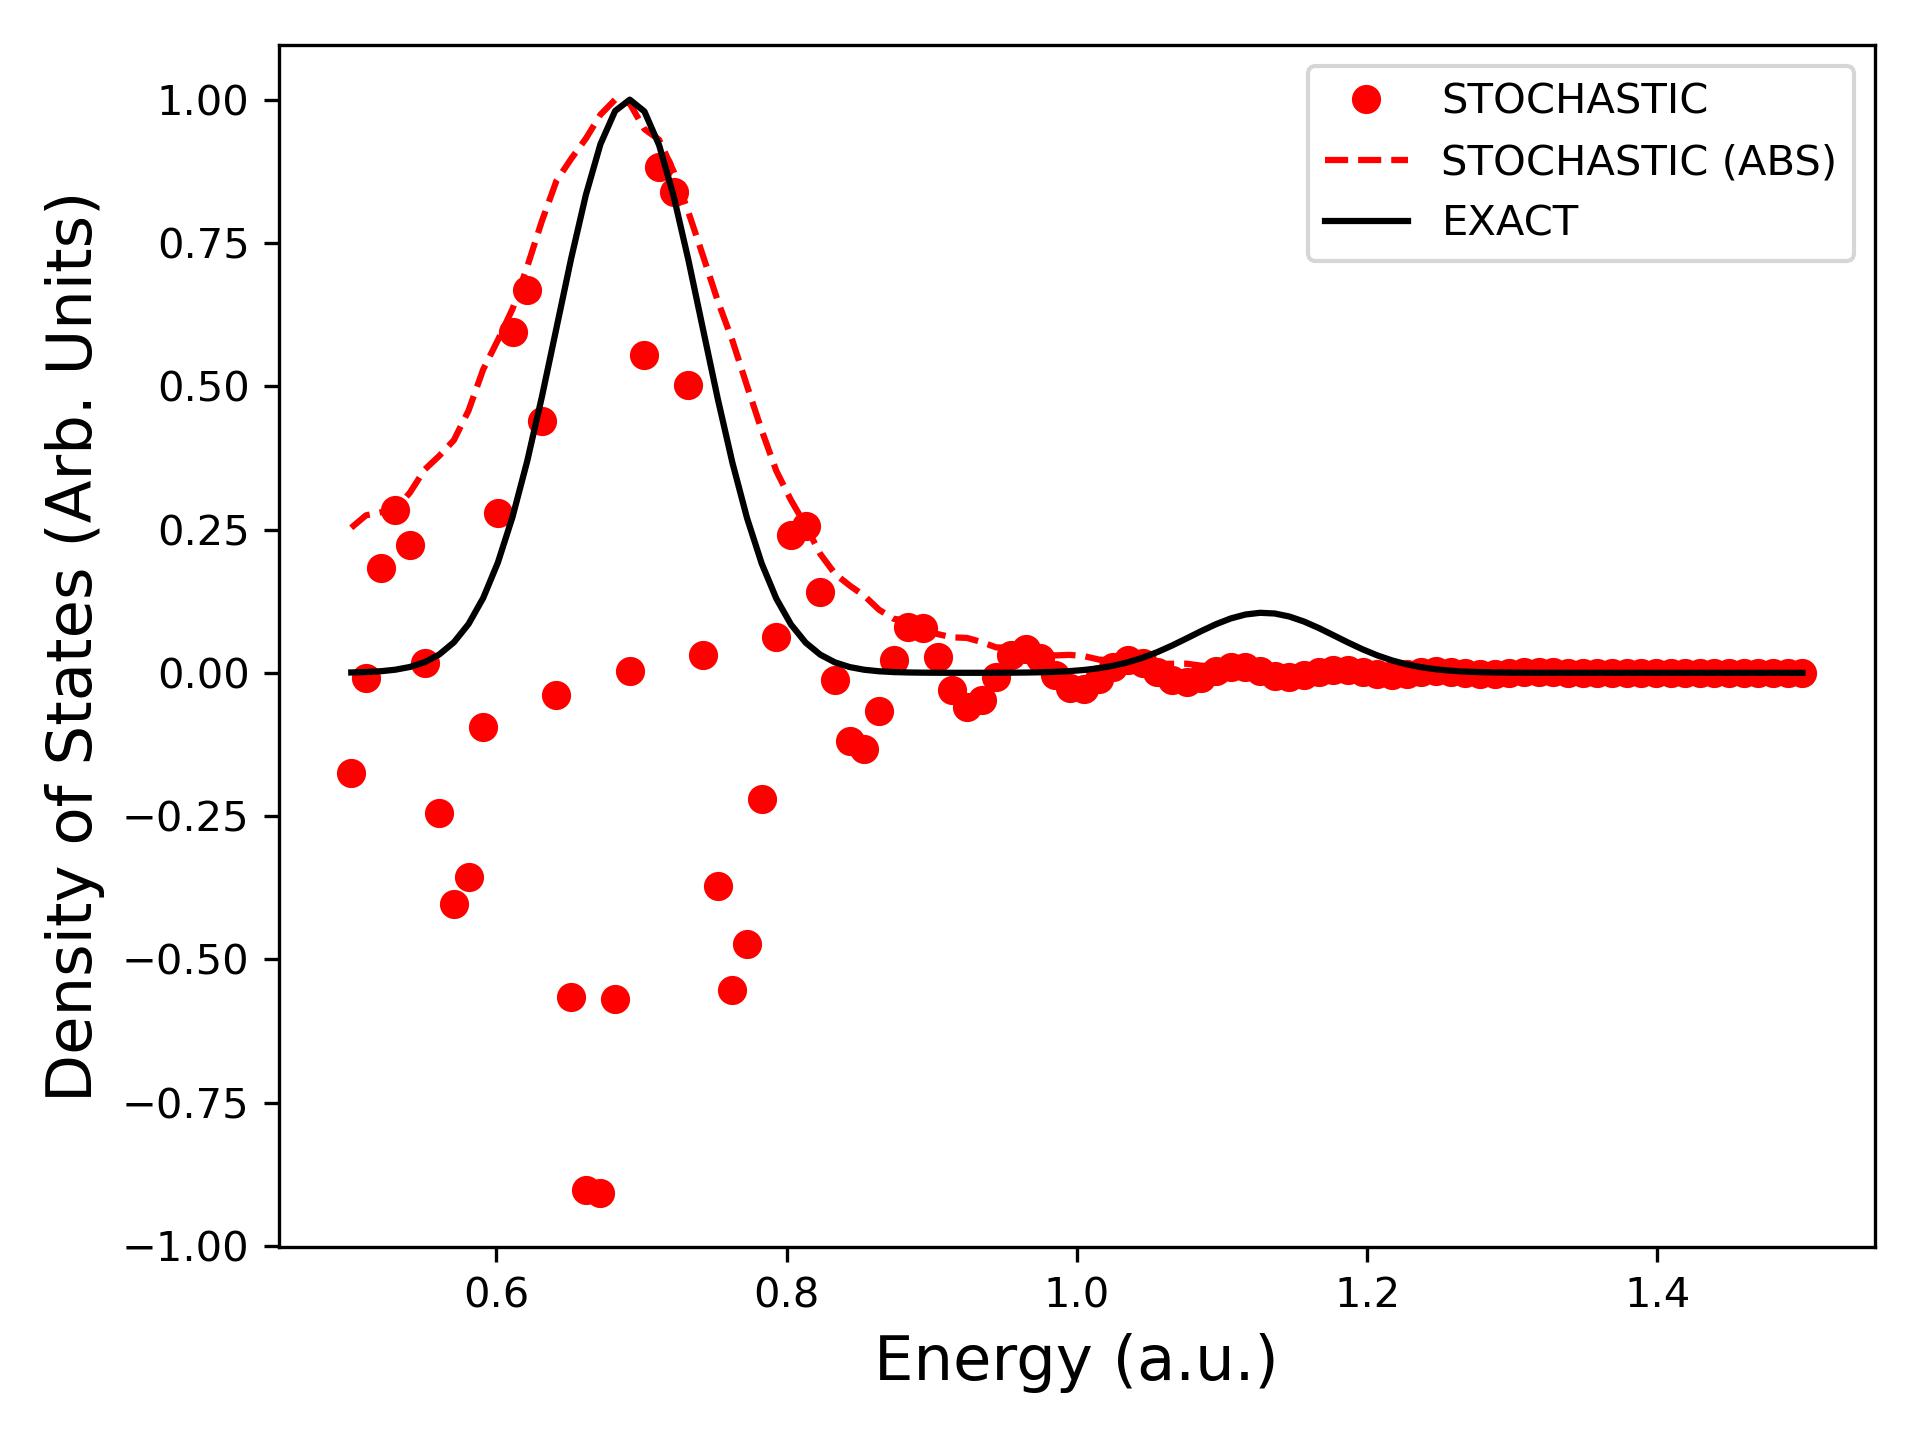 STOCHASTIC
STOCHASTIC (ABS)
EXACT
Density of States (Arb. Units)
1.00
0.75
0.50
0.25
0.00
−0.25
−0.50
−0.75
−1.00
0.6 0.8 1.0 1.2 1.4
Energy (a.u.)